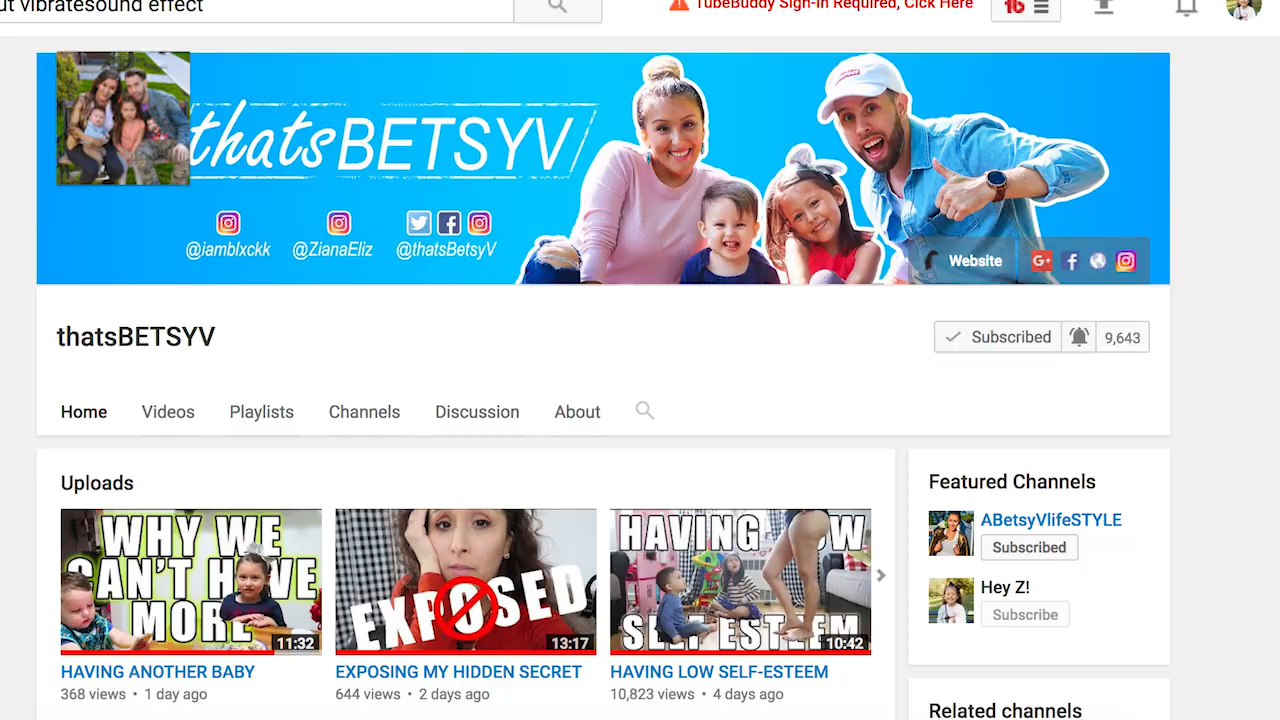 ut vibratesound effect
TubeBuddy Sign-In Required, Click Here
thatsBETSYV
@iamblxckk @ZianaEliz @thatsBetsyV
Website
thatsBETSYV
Subscribed 9,643
Home Videos Playlists Channels Discussion About
Uploads
WHY WE
CAN'T HAVE
MORE
11:32
EXPOSED
13:17
HAVING LOW
SELF ESTEEM
10:42
HAVING ANOTHER BABY
368 views • 1 day ago
EXPOSING MY HIDDEN SECRET
644 views • 2 days ago
HAVING LOW SELF-ESTEEM
10,823 views • 4 days ago
Featured Channels
ABetsyVlifeSTYLE
Subscribed
Hey Z!
Subscribe
Related channels